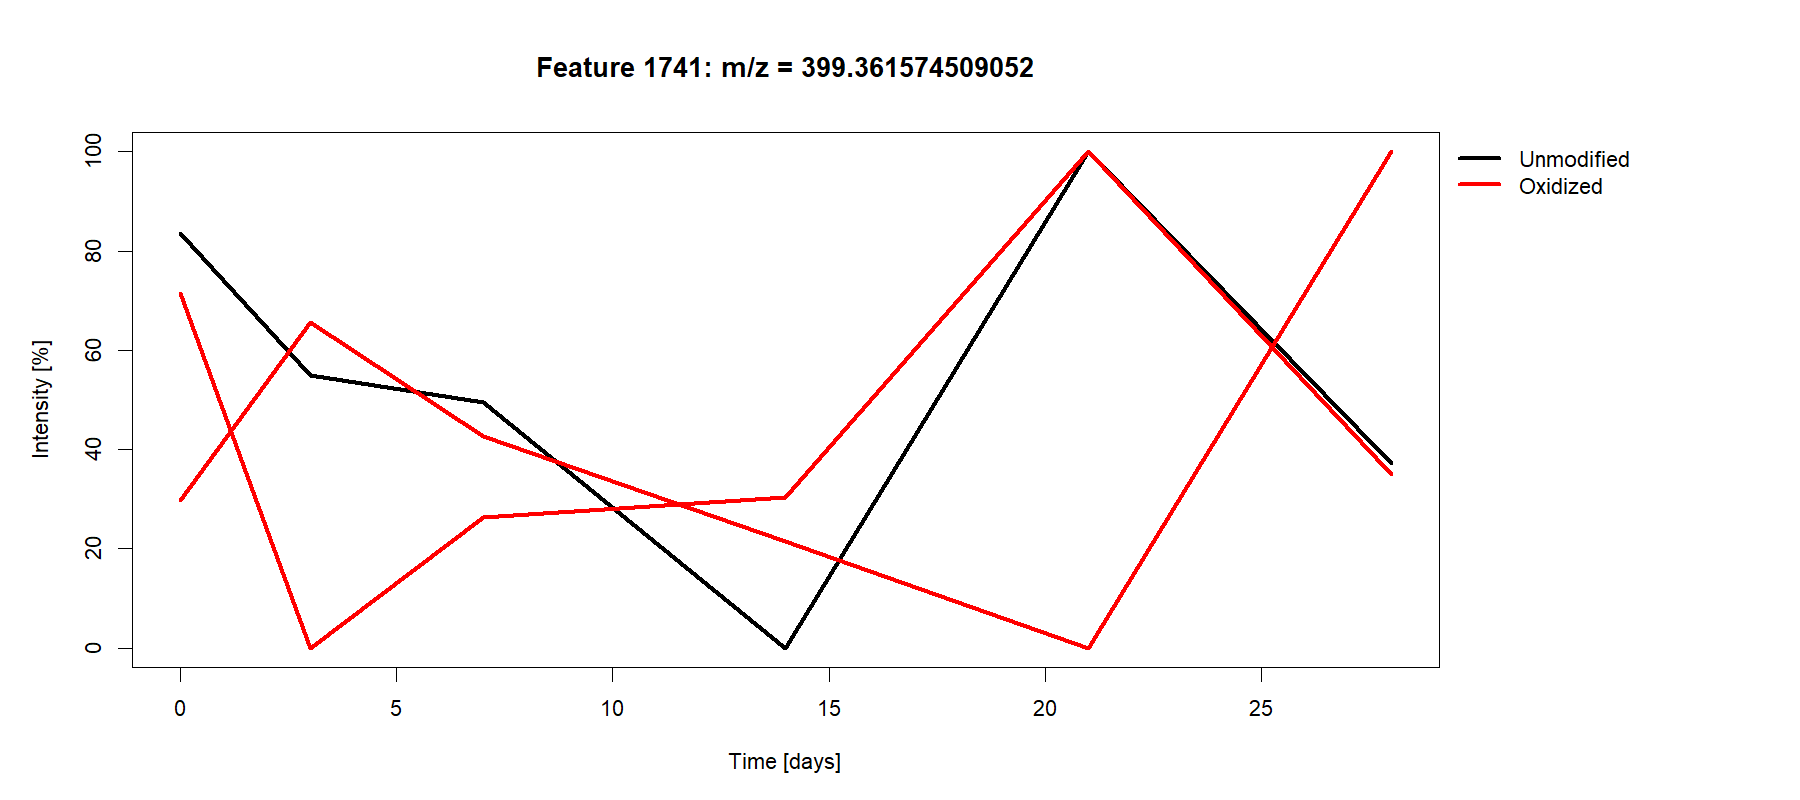 Feature 1741: m/z = 399.361574509052
Unmodified
Oxidized
Intensity [%]
100
80
60
40
20
0
0 5 10 15 20 25
Time [days]